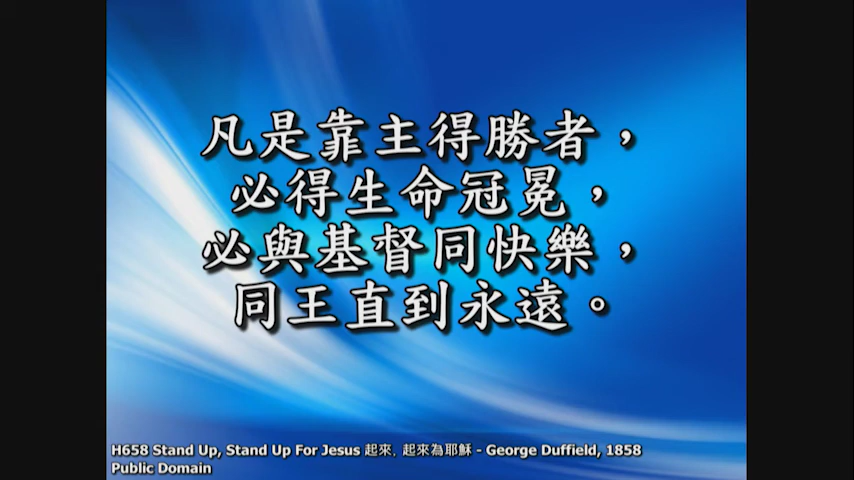 凡是靠主得勝者，
必得生命冠冕，
必與基督同快樂，
同王直到永遠。
H658 Stand Up, Stand Up For Jesus 起來, 起來為耶穌 - George Duffield, 1858
Public Domain